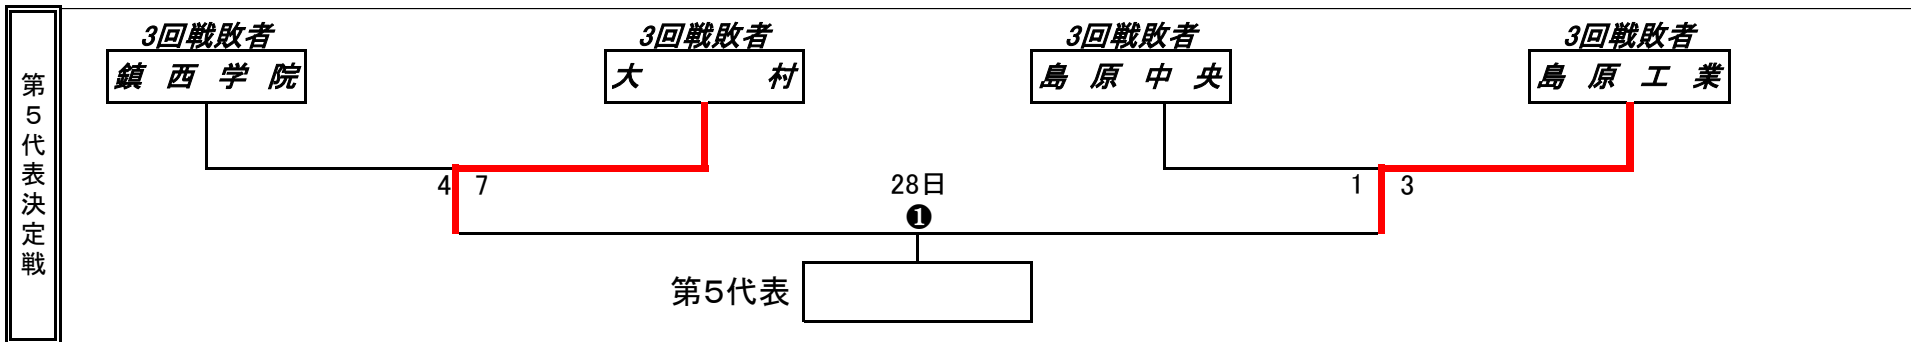 第５代表決定戦
3回戦敗者 3回戦敗者 3回戦敗者 3回戦敗者
鎮西学院 大村 島原中央 島原工業
4 7 28日 1 3
❶
第5代表